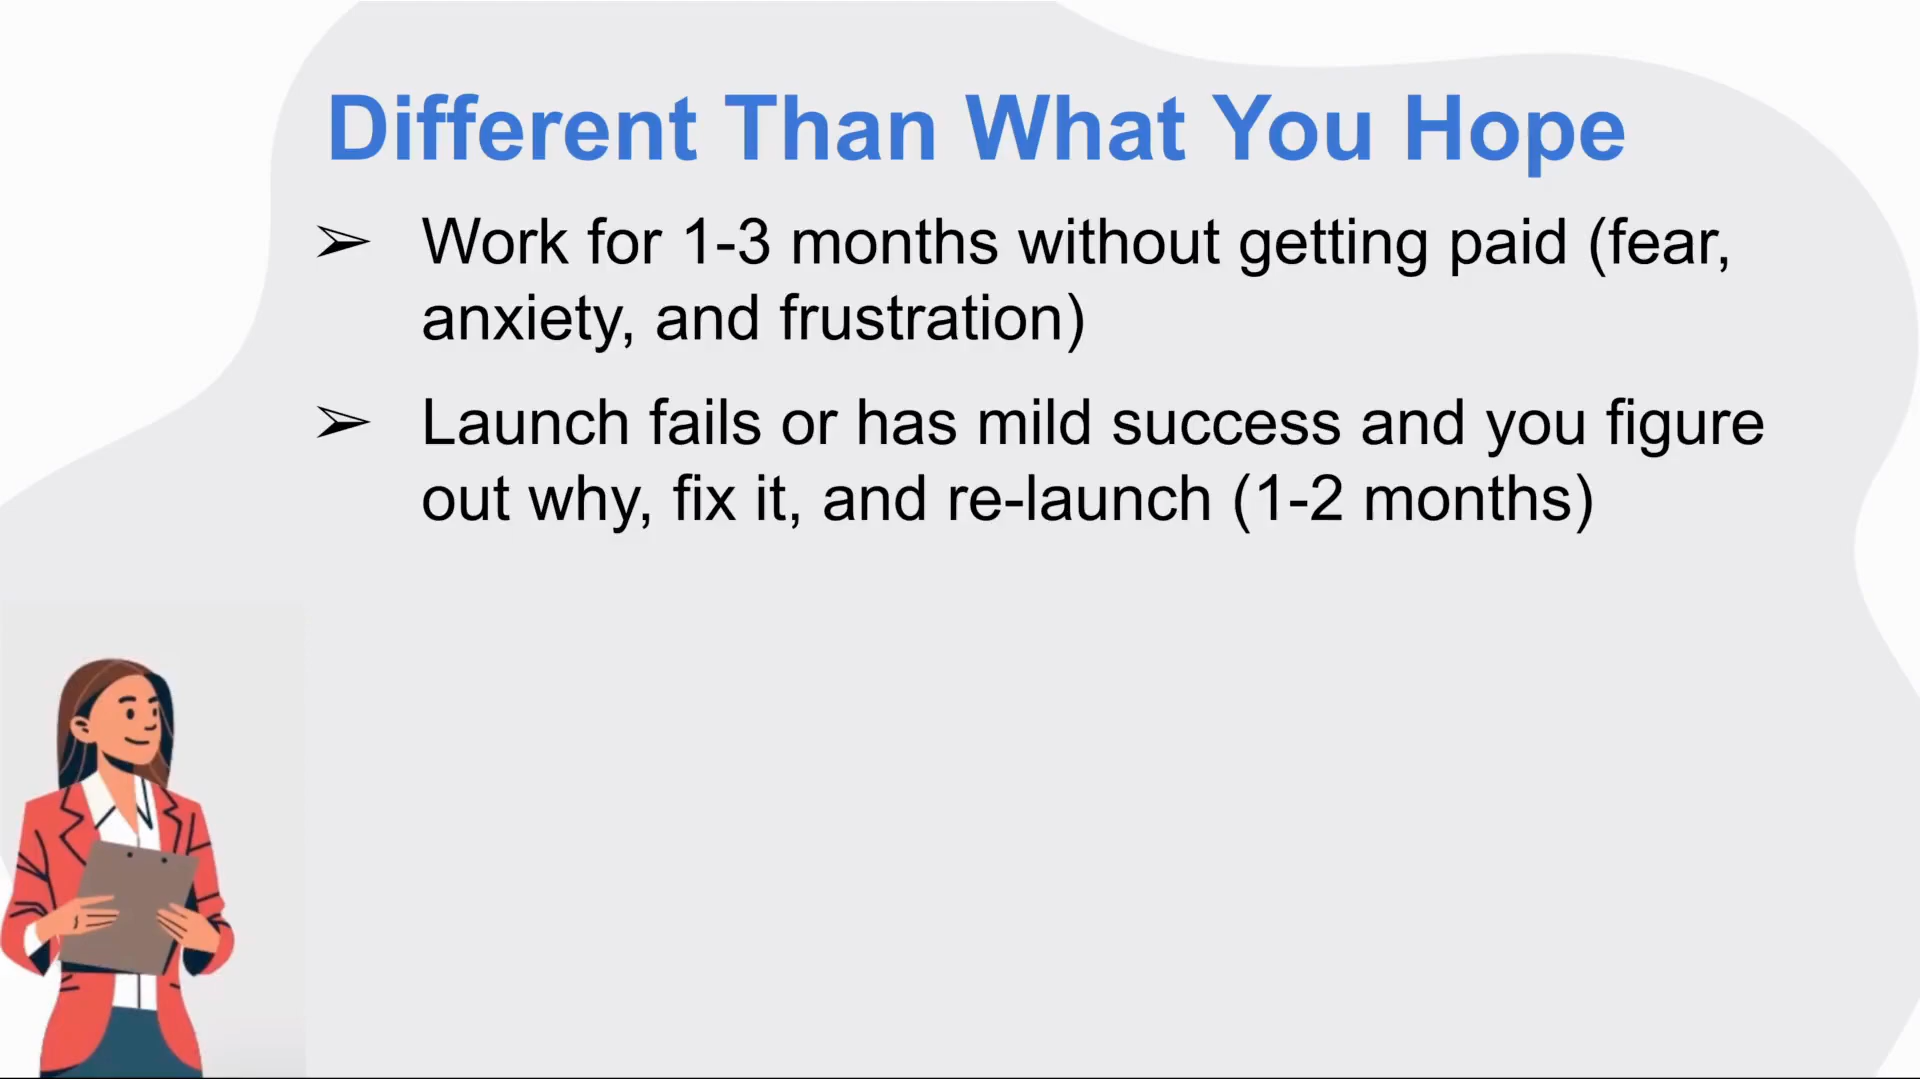 Different Than What You Hope
➢ Work for 1-3 months without getting paid (fear,
anxiety, and frustration)
➢ Launch fails or has mild success and you figure
out why, fix it, and re-launch (1-2 months)